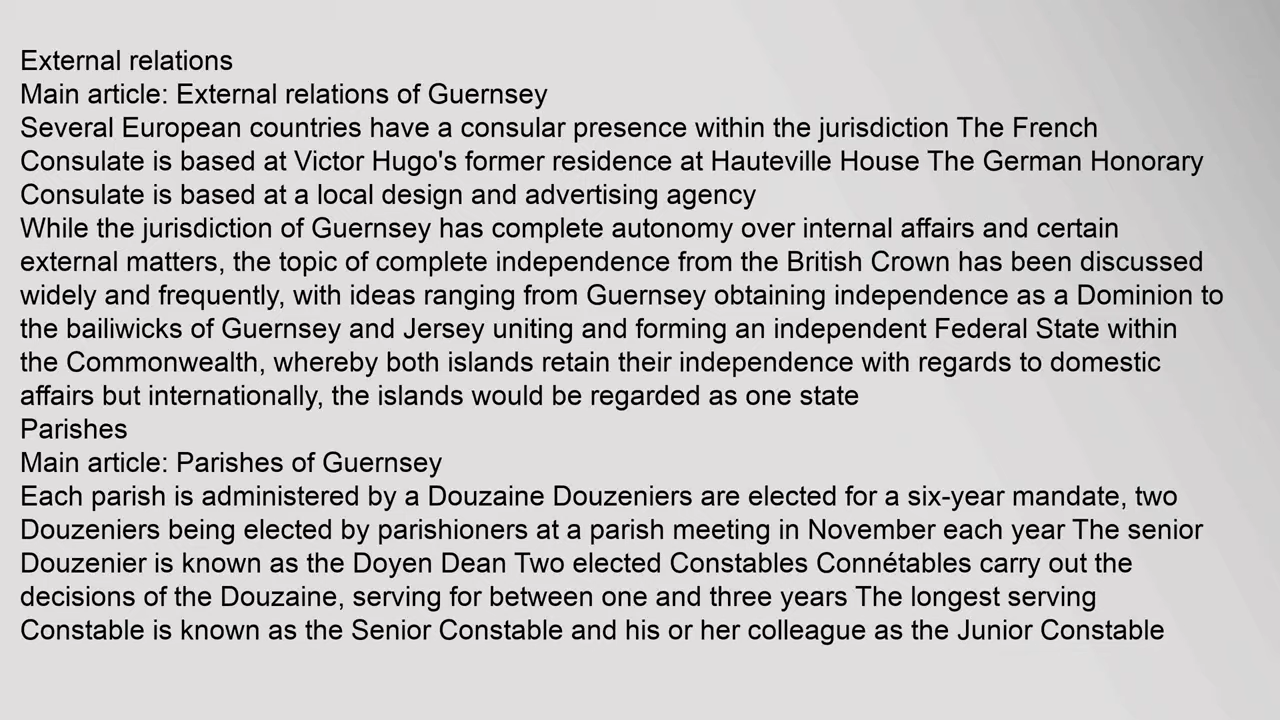 External relations
Main article: External relations of Guernsey
Several European countries have a consular presence within the jurisdiction The French
Consulate is based at Victor Hugo's former residence at Hauteville House The German Honorary
Consulate is based at a local design and advertising agency
While the jurisdiction of Guernsey has complete autonomy over internal affairs and certain
external matters, the topic of complete independence from the British Crown has been discussed
widely and frequently, with ideas ranging from Guernsey obtaining independence as a Dominion to
the bailiwicks of Guernsey and Jersey uniting and forming an independent Federal State within
the Commonwealth, whereby both islands retain their independence with regards to domestic
affairs but internationally, the islands would be regarded as one state
Parishes
Main article: Parishes of Guernsey
Each parish is administered by a Douzaine Douzeniers are elected for a six-year mandate, two
Douzeniers being elected by parishioners at a parish meeting in November each year The senior
Douzenier is known as the Doyen Dean Two elected Constables Connétables carry out the
decisions of the Douzaine, serving for between one and three years The longest serving
Constable is known as the Senior Constable and his or her colleague as the Junior Constable